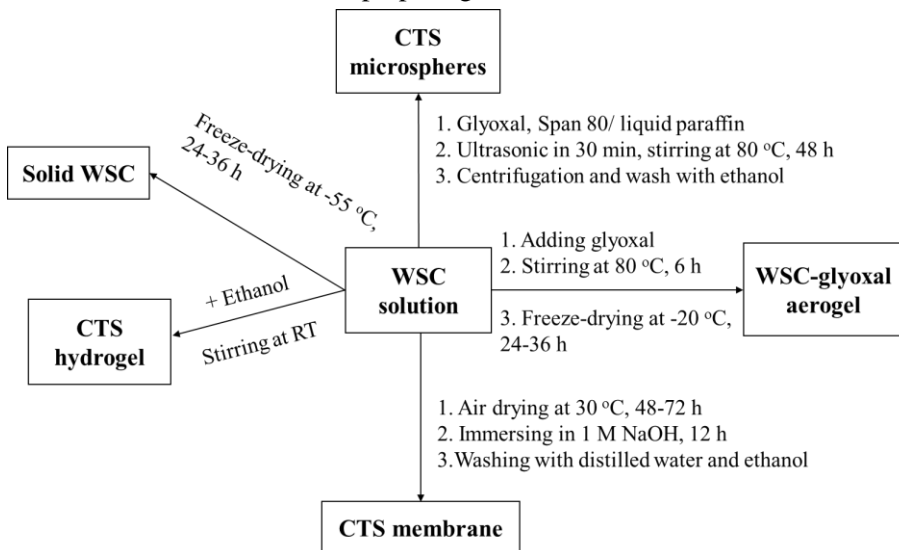 CTS
microspheres
1. Glyoxal, Span 80/ liquid paraffin
2. Ultrasonic in 30 min, stirring at 80 °C, 48 h
3. Centrifugation and wash with ethanol
Freeze-drying at -55 °C,
24-36 h
Solid WSC
WSC
solution
1. Adding glyoxal
2. Stirring at 80 °C, 6 h
3. Freeze-drying at -20 °C,
24-36 h
WSC-glyoxal
aerogel
+ Ethanol
Stirring at RT
CTS
hydrogel
1. Air drying at 30 °C, 48-72 h
2. Immersing in 1 M NaOH, 12 h
3.Washing with distilled water and ethanol
CTS membrane